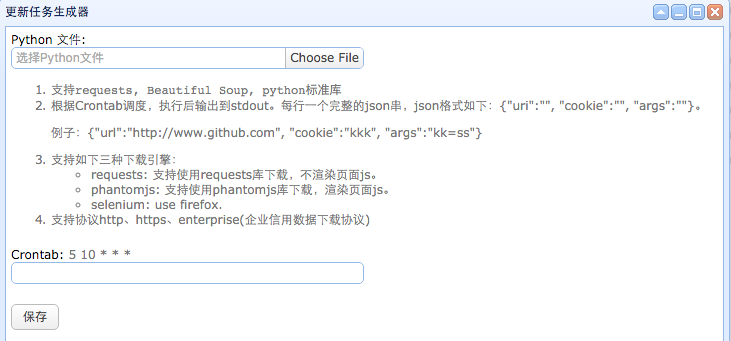 更新任务生成器
Python 文件:
选择Python文件 Choose File
1. 支持requests, Beautiful Soup, python标准库
2. 根据Crontab调度，执行后输出到stdout。每行一个完整的json串，json格式如下：{"uri":"", "cookie":"", "args":""}。
例子：{"url":"http://www.github.com", "cookie":"kkk", "args":"kk=ss"}
3. 支持如下三种下载引擎：
requests: 支持使用requests库下载，不渲染页面js。
phantomjs: 支持使用phantomjs库下载，渲染页面js。
selenium: use firefox.
4. 支持协议http、https、enterprise(企业信用数据下载协议)
Crontab: 5 10 * * *
保存